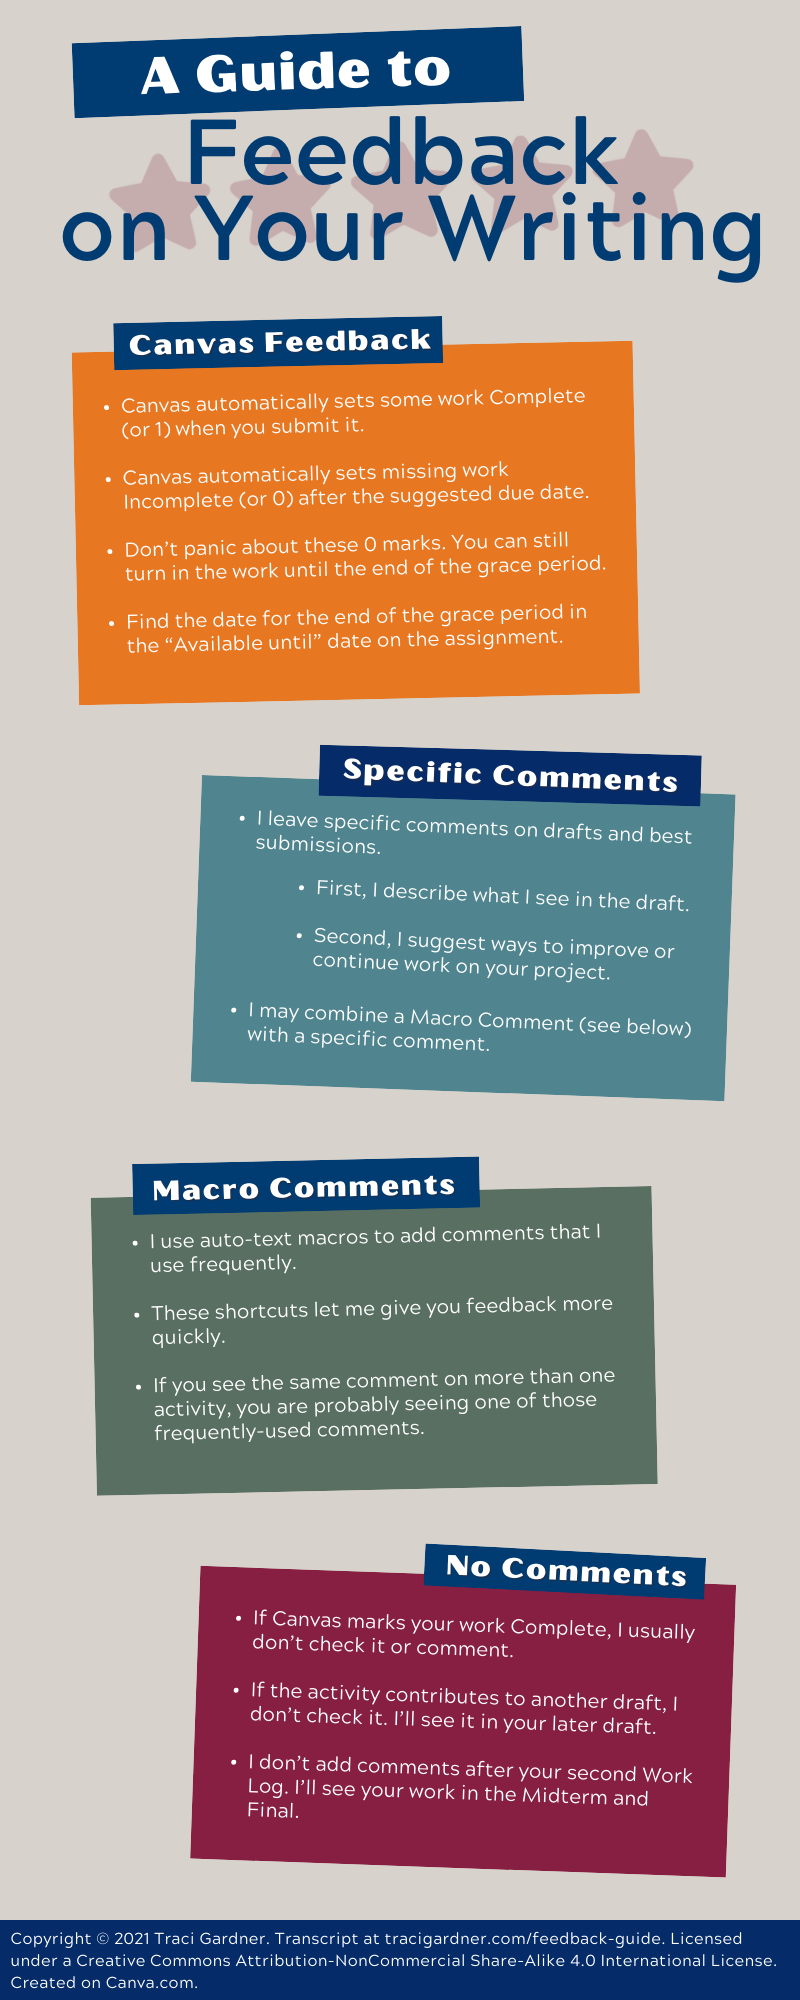 A Guide to
Feedback
on Your Writing
Canvas Feedback
• Canvas automatically sets some work Complete
(or 1) when you submit it.
• Canvas automatically sets missing work
Incomplete (or 0) after the suggested due date.
• Don't panic about these 0 marks. You can still
turn in the work until the end of the grace period.
• Find the date for the end of the grace period in
the “Available until” date on the assignment.
Specific Comments
• I leave specific comments on drafts and best
submissions.
• First, I describe what I see in the draft.
• Second, I suggest ways to improve or
continue work on your project.
• I may combine a Macro Comment (see below)
with a specific comment.
Macro Comments
• I use auto-text macros to add comments that I
use frequently.
• These shortcuts let me give you feedback more
quickly.
• If you see the same comment on more than one
activity, you are probably seeing one of those
frequently-used comments.
No Comments
• If Canvas marks your work Complete, I usually
don't check it or comment.
• If the activity contributes to another draft, I
don't check it. I'll see it in your later draft.
• I don't add comments after your second Work
Log. I'll see your work in the Midterm and
Final.
Copyright © 2021 Traci Gardner. Transcript at tracigardner.com/feedback-guide. Licensed
under a Creative Commons Attribution-NonCommercial Share-Alike 4.0 International License.
Created on Canva.com.